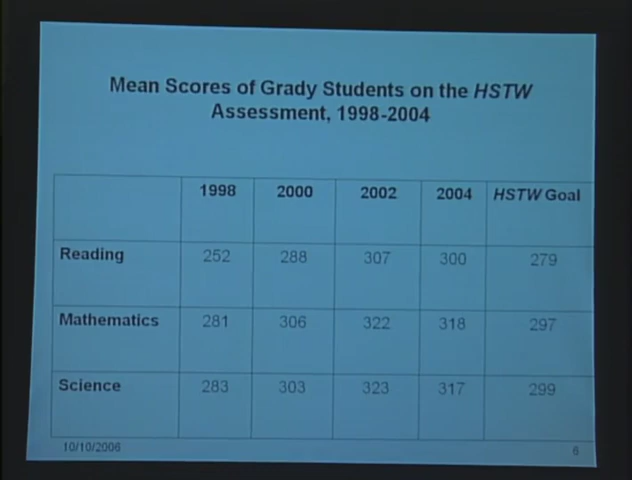 Mean Scores of Grady Students on the HSTW
Assessment, 1998-2004
1998 2000 2002 2004 HSTW Goal
Reading 252 288 307 300 279
Mathematics 281 306 322 318 297
Science 283 303 323 317 299
10/10/2006 6